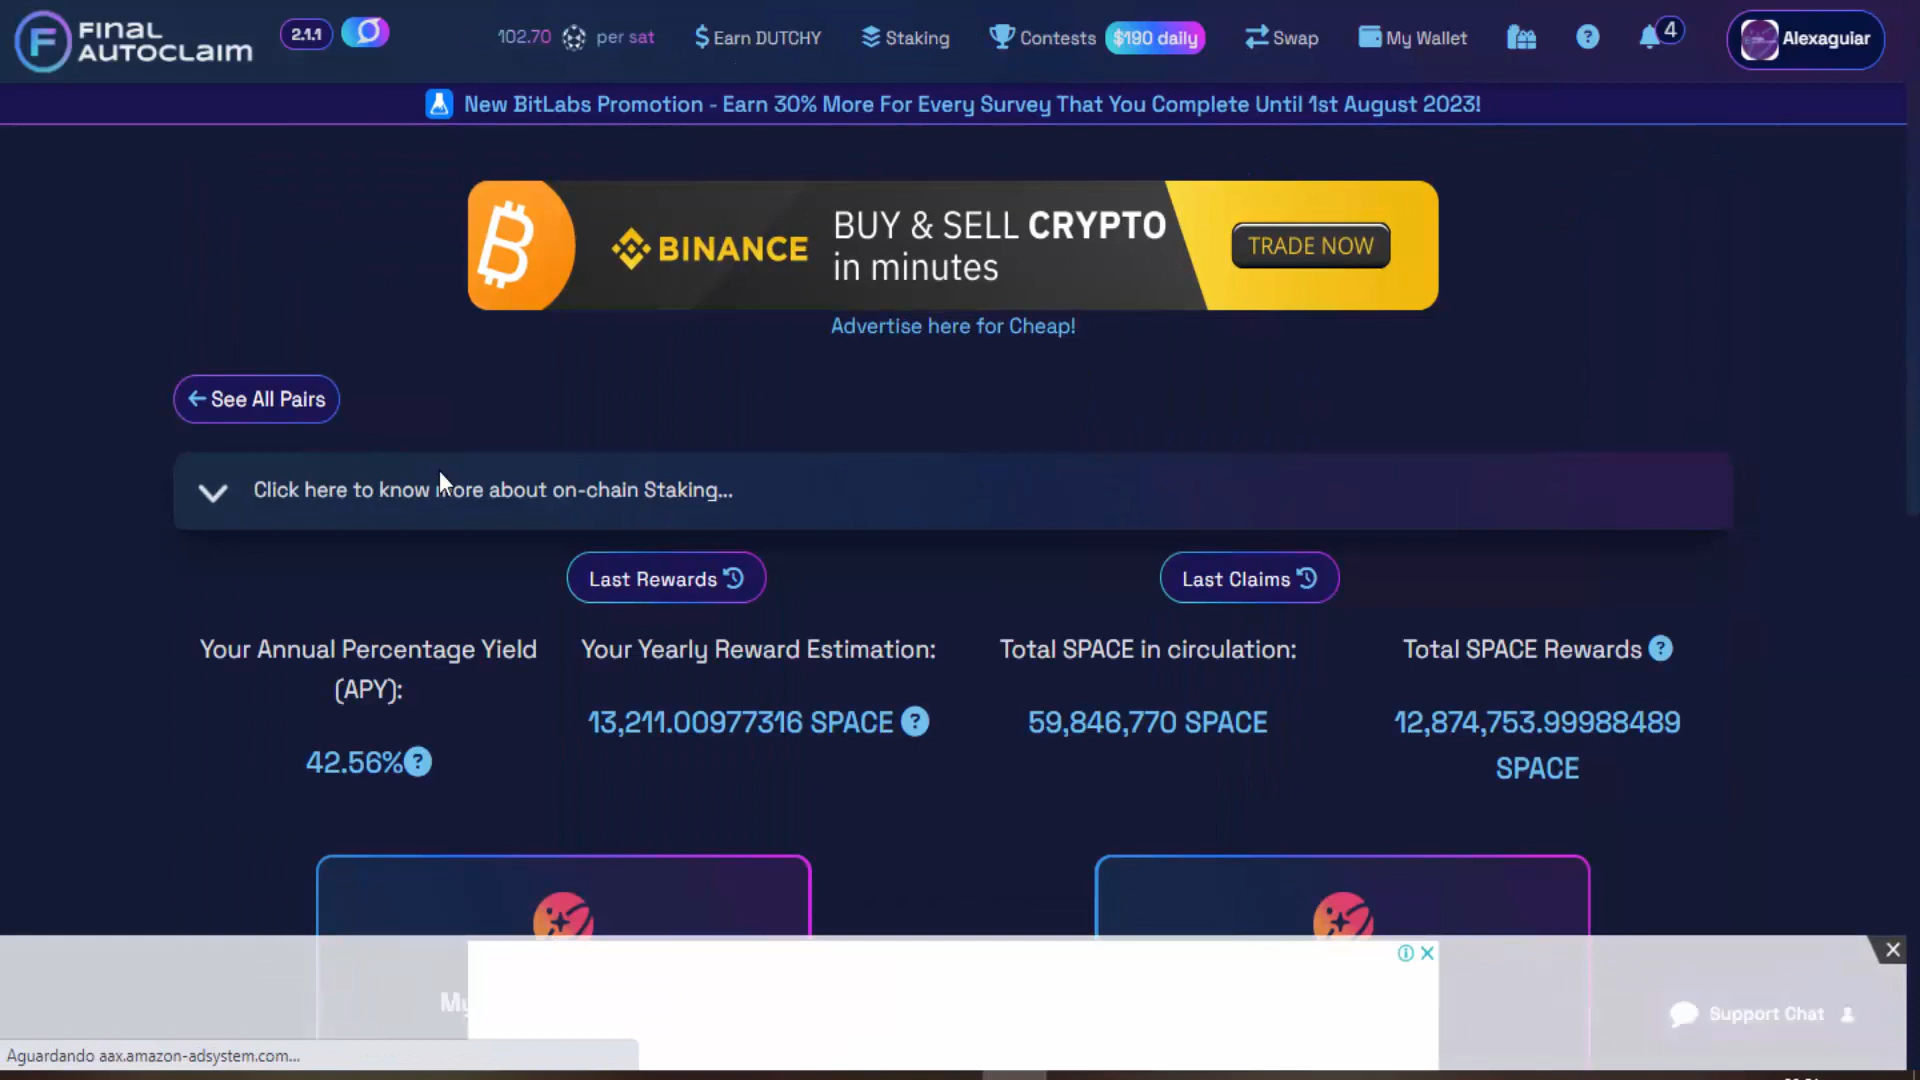 FINAL
AUTOCLAIM
2.1.1
102.70 per sat
Earn DUTCHY
Staking
Contests $190 daily
Swap
My Wallet
?
4
Alexaguiar
New BitLabs Promotion - Earn 30% More For Every Survey That You Complete Until 1st August 2023!
BINANCE
BUY & SELL CRYPTO
in minutes
TRADE NOW
Advertise here for Cheap!
See All Pairs
Click here to know more about on-chain Staking...
Last Rewards
Last Claims
Your Annual Percentage Yield
(APY):
42.56% ?
Your Yearly Reward Estimation:
13,211.00977316 SPACE ?
Total SPACE in circulation:
59,846,770 SPACE
Total SPACE Rewards ?
12,874,753.99988489
SPACE
My
Support Chat
Aguardando aax.amazon-adsystem.com...